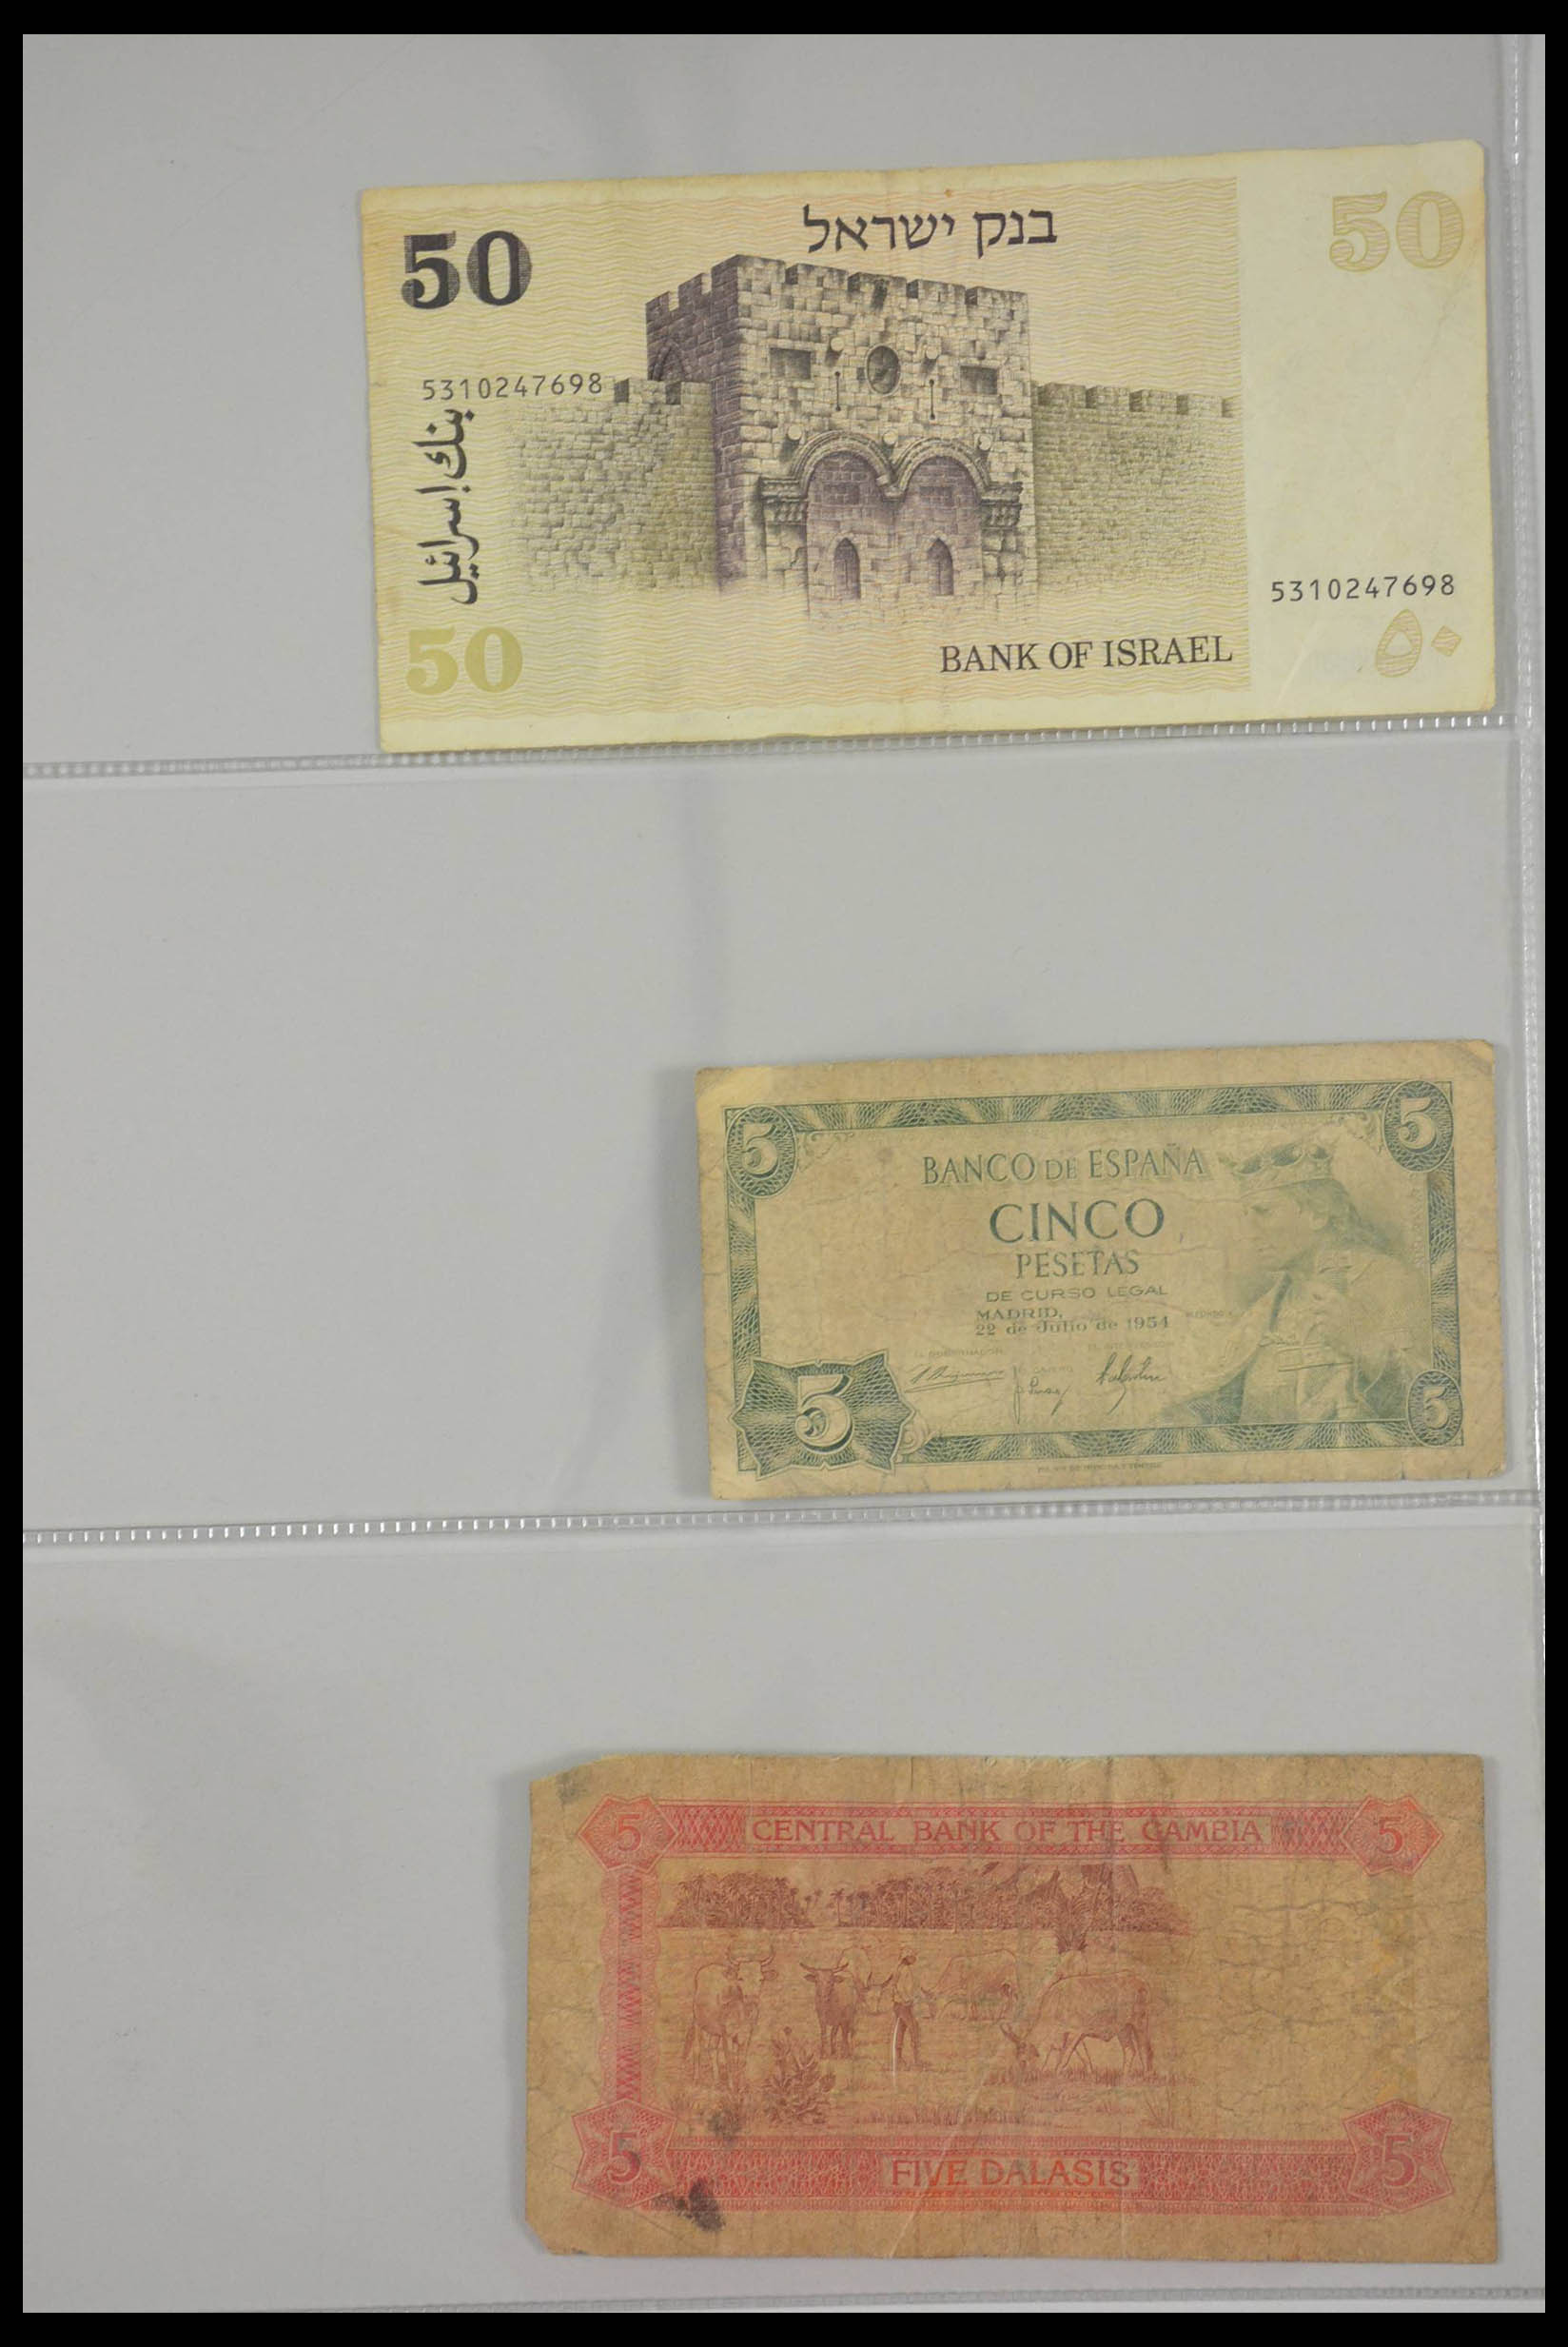 50
בנק ישראל
50
5310247698
بنك إسرائيل
50
5310247698
BANK OF ISRAEL
٥٠
5
5
BANCO DE ESPAÑA
CINCO
PESETAS
DE CURSO LEGAL
MADRID,
22 de Julio de 1954
5
5
5
CENTRAL BANK OF THE GAMBIA
5
5
FIVE DALASIS
5